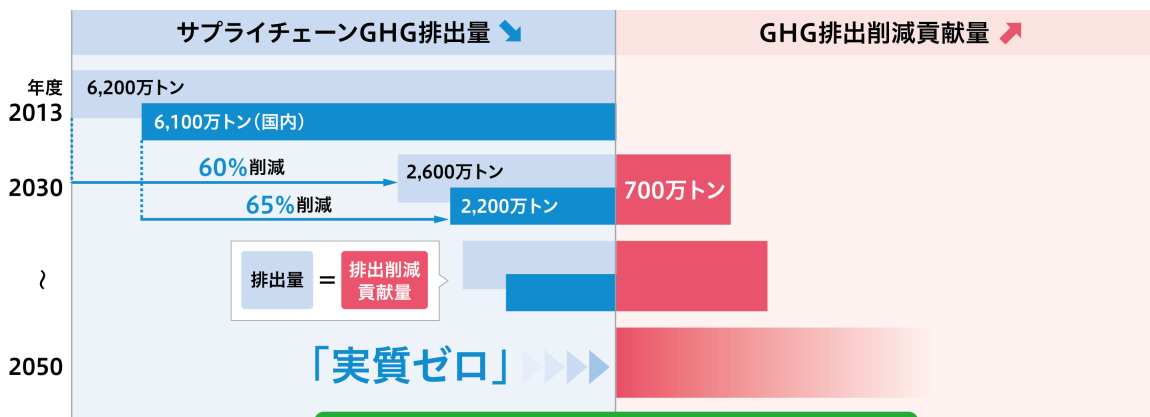 サプライチェーンGHG排出量
GHG排出削減貢献量
年度
2013
6,200万トン
6,100万トン（国内）
60%削減
2030
2,600万トン
700万トン
65%削減
2,200万トン
～
排出量
=
排出削減
貢献量
2050
「実質ゼロ」